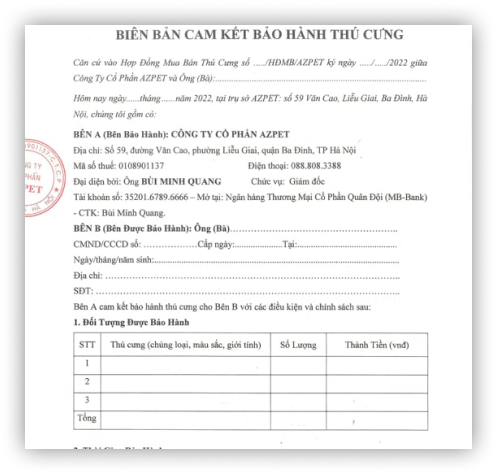 BIÊN BẢN CAM KẾT BẢO HÀNH THÚ CƯNG
Căn cứ vào Hợp Đồng Mua Bán Thú Cưng số ...../HĐMB/AZPET ký ngày ...../...../2022 giữa
Công Ty Cổ Phần AZPET và Ông (Bà):...............................................
Hôm nay ngày......tháng......năm 2022, tại trụ sở AZPET: số 59 Văn Cao, Liễu Giai, Ba Đình, Hà
Nội, chúng tôi gồm có:
BÊN A (Bên Bảo Hành): CÔNG TY CỔ PHẦN AZPET
Địa chỉ: Số 59, đường Văn Cao, phường Liễu Giai, quận Ba Đình, TP Hà Nội
Mã số thuế: 0108901137 Điện thoại: 088.808.3388
Đại diện bởi: Ông BÙI MINH QUANG Chức vụ: Giám đốc
Tài khoản số: 35201.6789.6666 – Mở tại: Ngân hàng Thương Mại Cổ Phần Quân Đội (MB-Bank)
- CTK: Bùi Minh Quang.
BÊN B (Bên Được Bảo Hành): Ông (Bà)...............................................
CMND/CCCD số: ..................Cấp ngày:................Tại:............................
Ngày/tháng/năm sinh:...............................................
Địa chỉ: ...............................................
SĐT: ...............................................
Bên A cam kết bảo hành thú cưng cho Bên B với các điều kiện và chính sách sau:
1. Đối Tượng Được Bảo Hành
STT Thú cưng (chủng loại, màu sắc, giới tính) Số Lượng Thành Tiền (vnđ)
1
2
3
Tổng
NG TY
PHẦN
PET